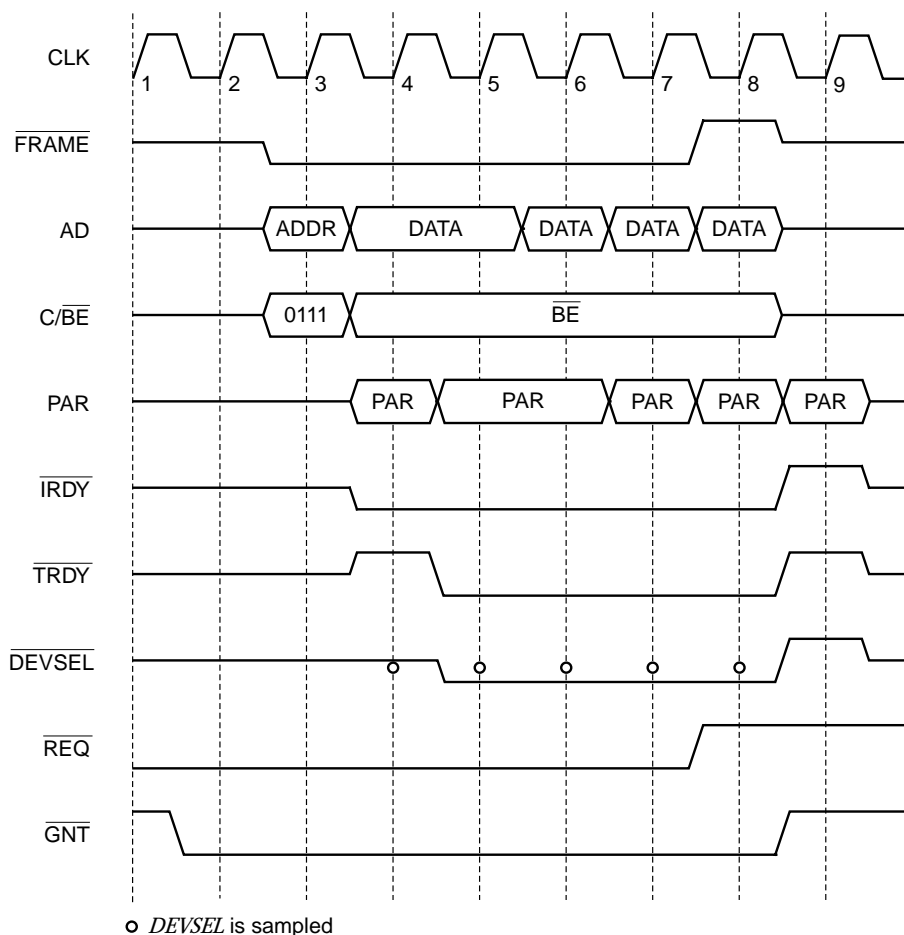 CLK
1 2 3 4 5 6 7 8 9
FRAME
AD
ADDR DATA DATA DATA DATA
C/BE
0111 BE
PAR
PAR PAR PAR PAR PAR
IRDY
TRDY
DEVSEL
REQ
GNT
DEVSEL is sampled